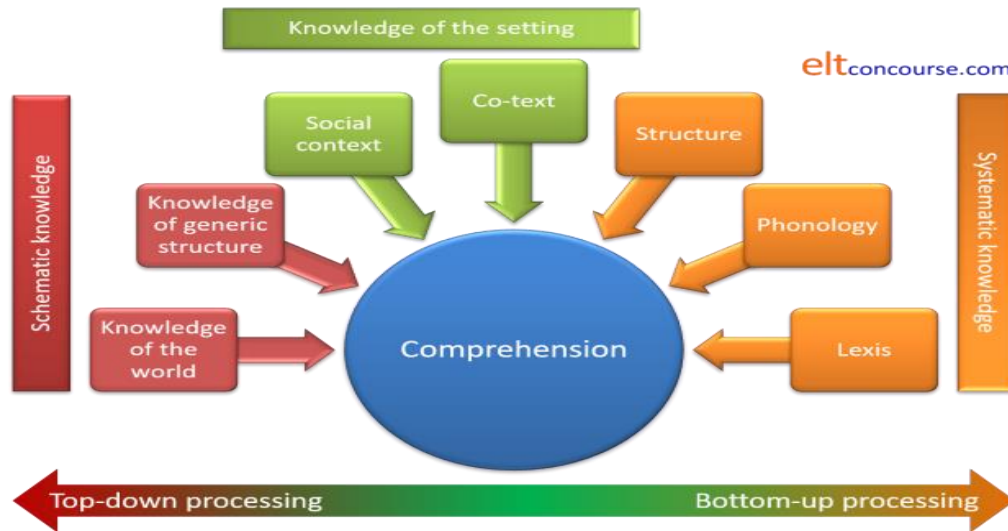 Knowledge of the setting
eltconcourse.com
Schematic knowledge
Knowledge
of the
world
Knowledge
of generic
structure
Social
context
Co-text
Structure
Phonology
Lexis
Systematic knowledge
Comprehension
Top-down processing
Bottom-up processing